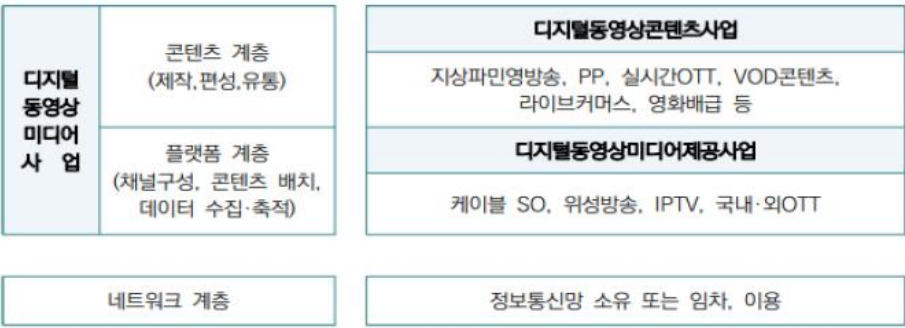 디지털
동영상
미디어
사 업
콘텐츠 계층
(제작,편성,유통)
플랫폼 계층
(채널구성, 콘텐츠 배치,
데이터 수집·축적)
디지털동영상콘텐츠사업
지상파민영방송, PP, 실시간OTT, VOD콘텐츠,
라이브커머스, 영화배급 등
디지털동영상미디어제공사업
케이블 SO, 위성방송, IPTV, 국내·외OTT
네트워크 계층
정보통신망 소유 또는 임차, 이용